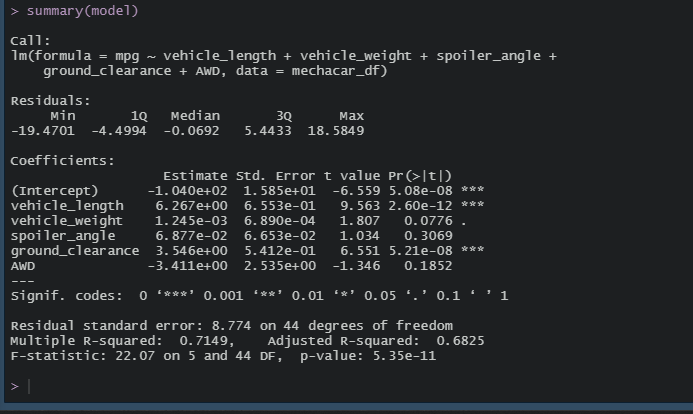 > summary(model)
Call:
lm(formula = mpg ~ vehicle_length + vehicle_weight + spoiler_angle +
    ground_clearance + AWD, data = mechacar_df)
Residuals:
     Min       1Q   Median       3Q      Max
-19.4701  -4.4994  -0.0692   5.4433  18.5849
Coefficients:
                   Estimate Std. Error t value Pr(>|t|)
(Intercept)      -1.040e+02  1.585e+01  -6.559 5.08e-08 ***
vehicle_length    6.267e+00  6.553e-01   9.563 2.60e-12 ***
vehicle_weight    1.245e-03  6.890e-04   1.807   0.0776 .
spoiler_angle     6.877e-02  6.653e-02   1.034   0.3069
ground_clearance  3.546e+00  5.412e-01   6.551 5.21e-08 ***
AWD              -3.411e+00  2.535e+00  -1.346   0.1852
---
Signif. codes:  0 ‘***’ 0.001 ‘**’ 0.01 ‘*’ 0.05 ‘.’ 0.1 ‘ ’ 1
Residual standard error: 8.774 on 44 degrees of freedom
Multiple R-squared:  0.7149,    Adjusted R-squared:  0.6825
F-statistic: 22.07 on 5 and 44 DF,  p-value: 5.35e-11
>